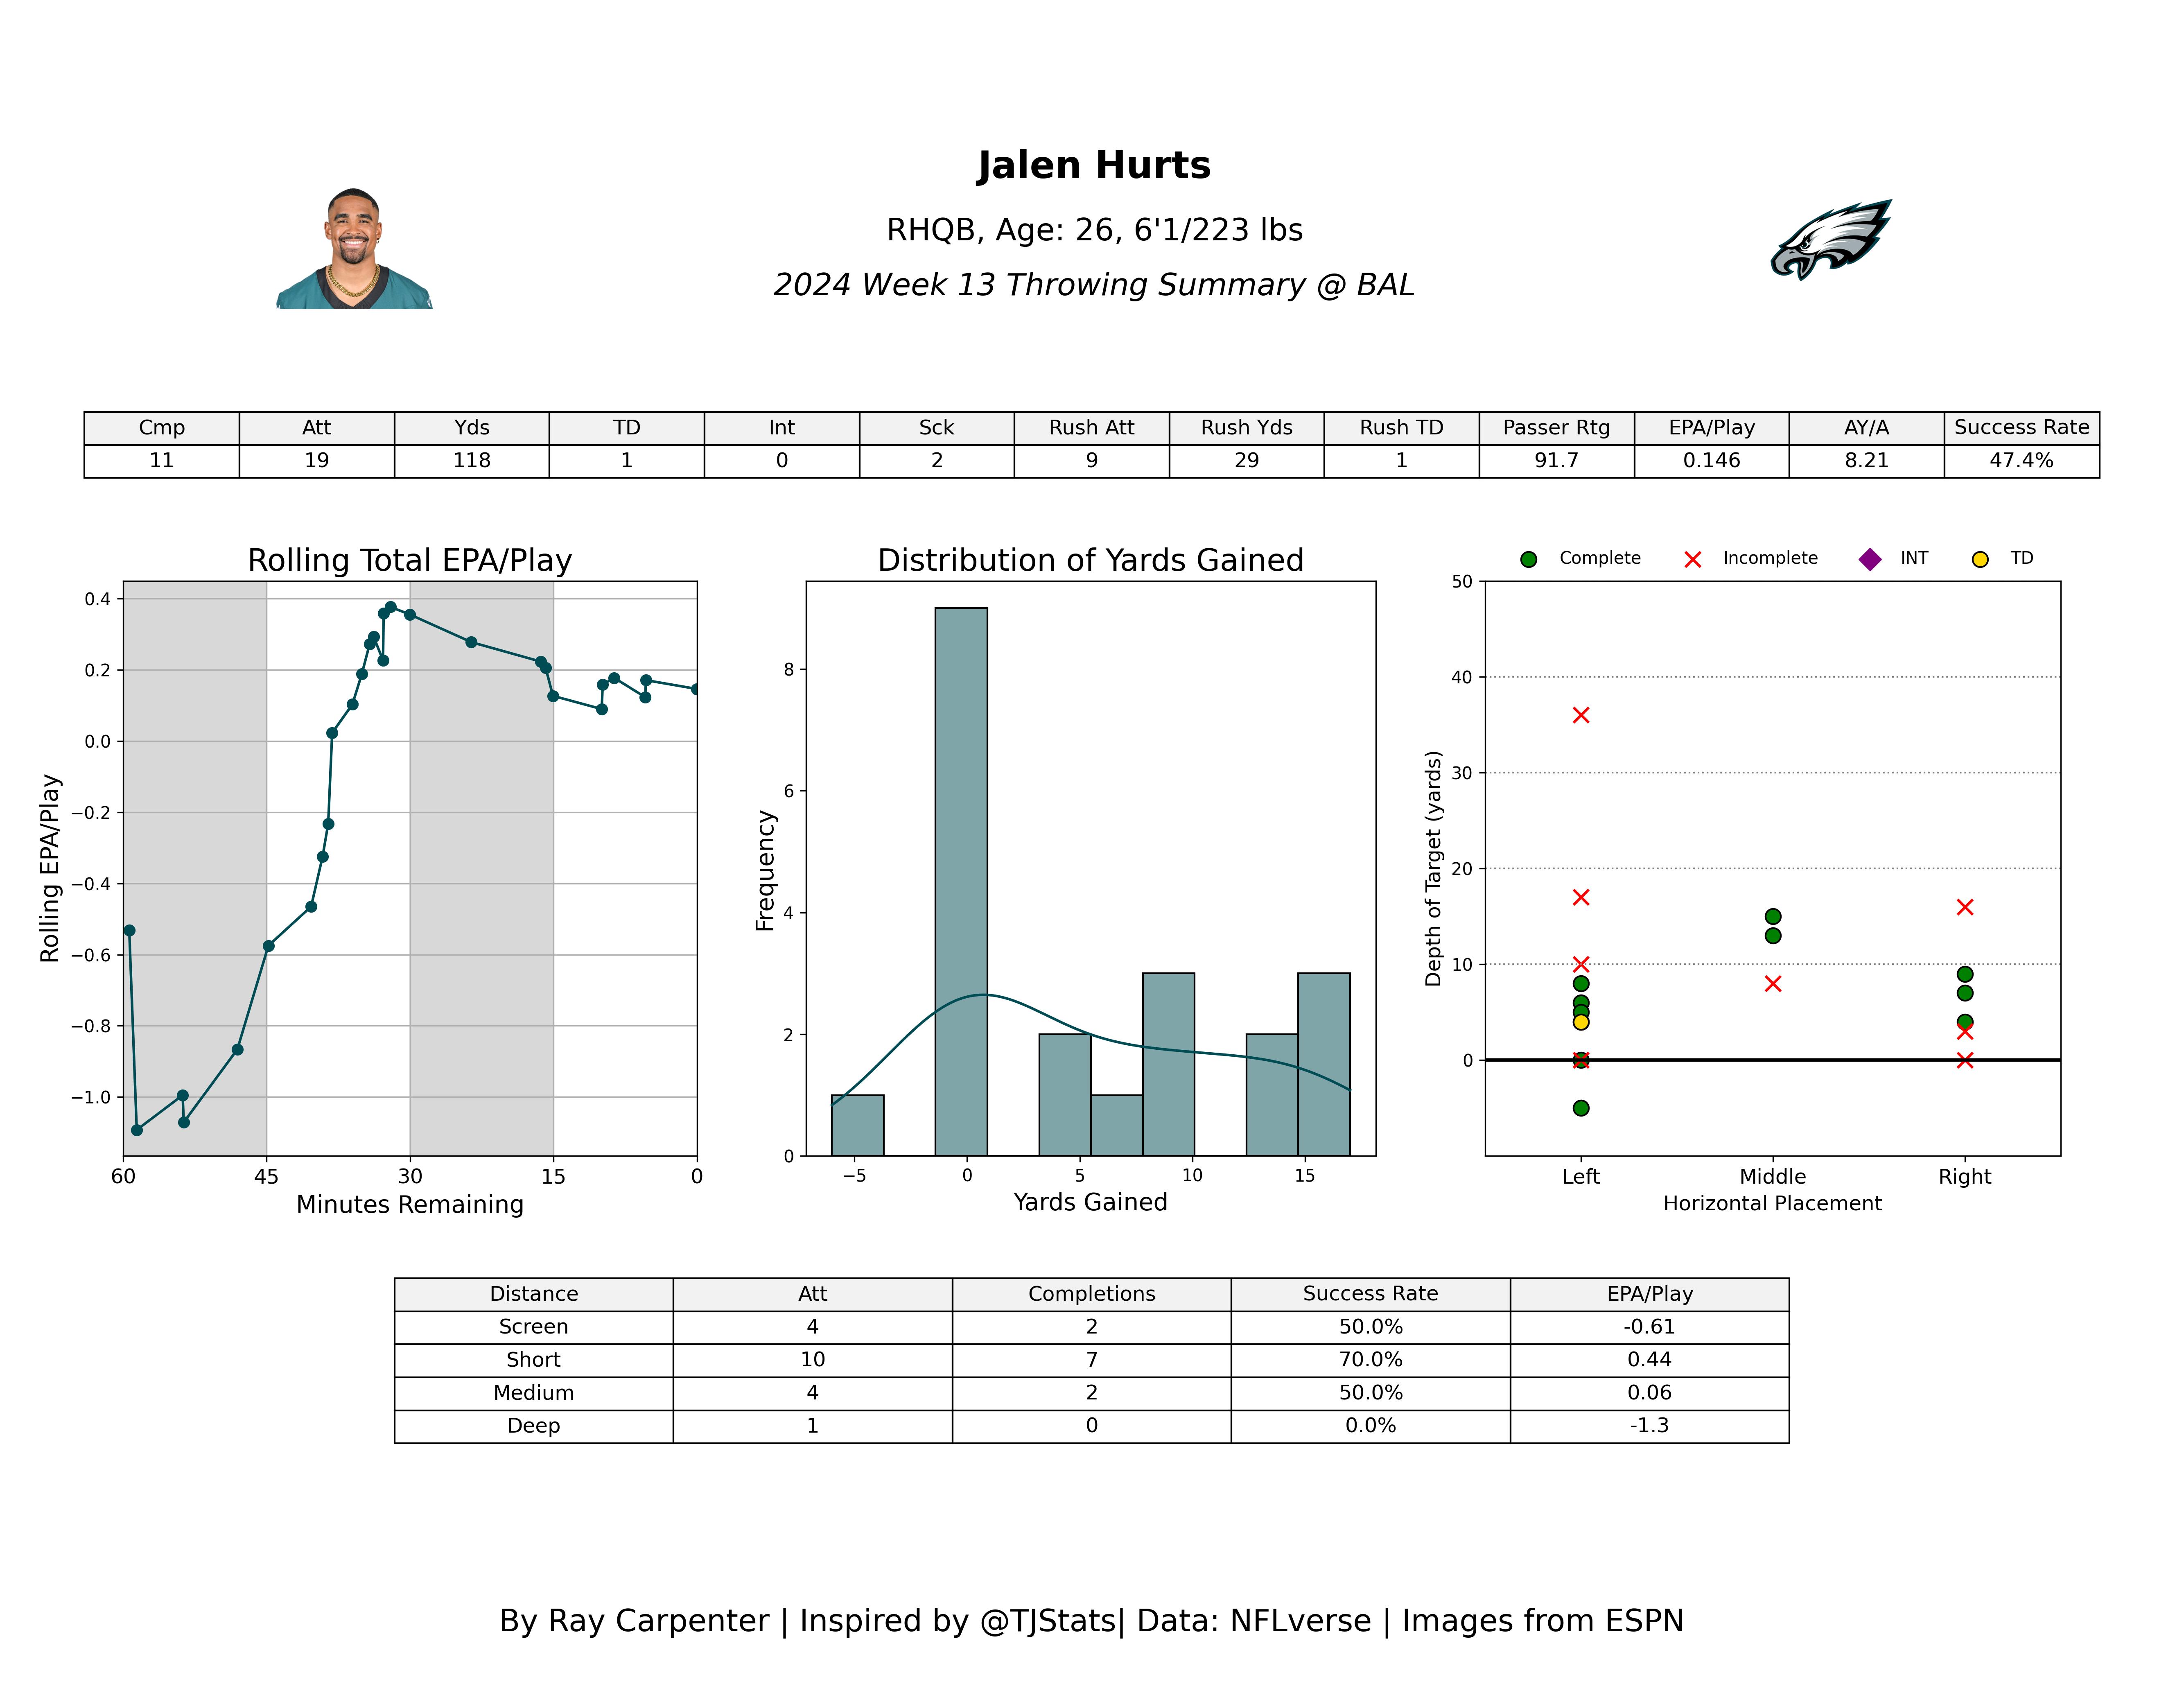 Jalen Hurts
RHQB, Age: 26, 6'1/223 lbs
2024 Week 13 Throwing Summary @ BAL
Cmp Att Yds TD Int Sck Rush Att Rush Yds Rush TD Passer Rtg EPA/Play AY/A Success Rate
11 19 118 1 0 2 9 29 1 91.7 0.146 8.21 47.4%
Rolling Total EPA/Play
0.4
0.2
0.0
−0.2
−0.4
−0.6
−0.8
−1.0
Rolling EPA/Play
60 45 30 15 0
Minutes Remaining
Distribution of Yards Gained
8
6
4
2
0
Frequency
−5 0 5 10 15
Yards Gained
Complete Incomplete INT TD
50
40
30
20
10
0
Depth of Target (yards)
Left Middle Right
Horizontal Placement
Distance Att Completions Success Rate EPA/Play
Screen 4 2 50.0% -0.61
Short 10 7 70.0% 0.44
Medium 4 2 50.0% 0.06
Deep 1 0 0.0% -1.3
By Ray Carpenter | Inspired by @TJStats| Data: NFLverse | Images from ESPN